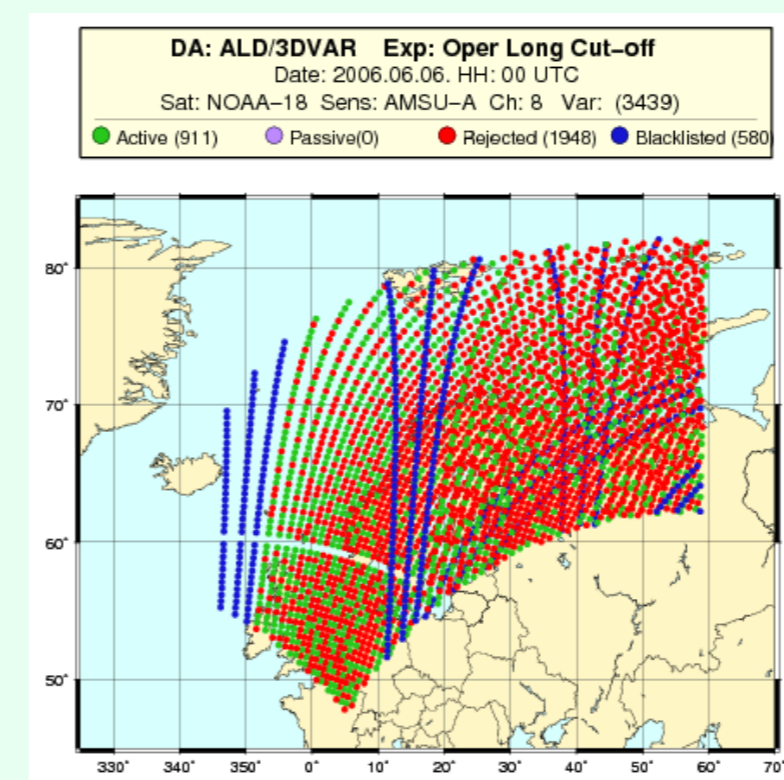 DA: ALD/3DVAR Exp: Oper Long Cut-off
Date: 2006.06.06. HH: 00 UTC
Sat: NOAA-18 Sens: AMSU-A Ch: 8 Var: (3439)
Active (911) Passive(0) Rejected (1948) Blacklisted (580)
80°
70°
60°
50°
330° 340° 350° 0° 10° 20° 30° 40° 50° 60° 70°